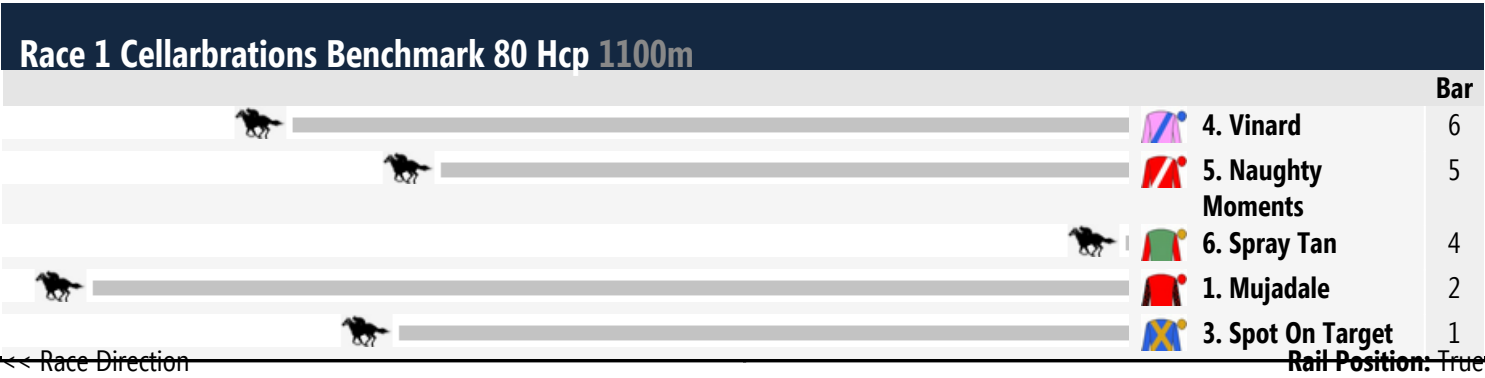 Race 1 Cellarbrations Benchmark 80 Hcp 1100m
Bar
4. Vinard 6
5. Naughty 5
Moments
6. Spray Tan 4
1. Mujadale 2
3. Spot On Target 1
<< Race Direction Rail Position: True